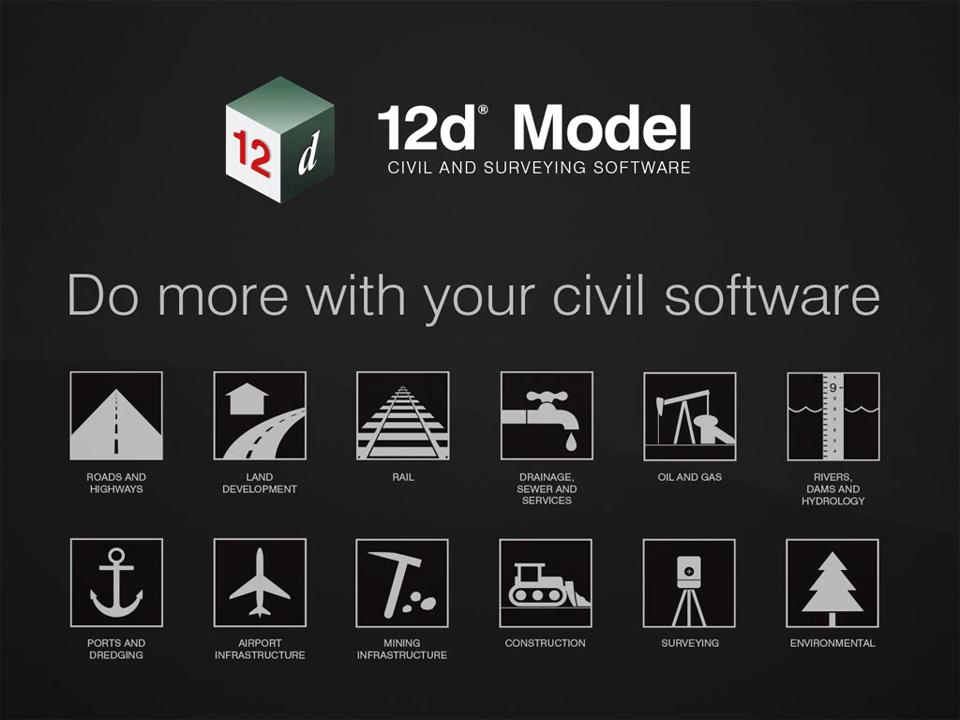 12 d
12d® Model
CIVIL AND SURVEYING SOFTWARE
Do more with your civil software
9
ROADS AND
HIGHWAYS
LAND
DEVELOPMENT
RAIL
DRAINAGE,
SEWER AND
SERVICES
OIL AND GAS
RIVERS,
DAMS AND
HYDROLOGY
PORTS AND
DREDGING
AIRPORT
INFRASTRUCTURE
MINING
INFRASTRUCTURE
CONSTRUCTION
SURVEYING
ENVIRONMENTAL